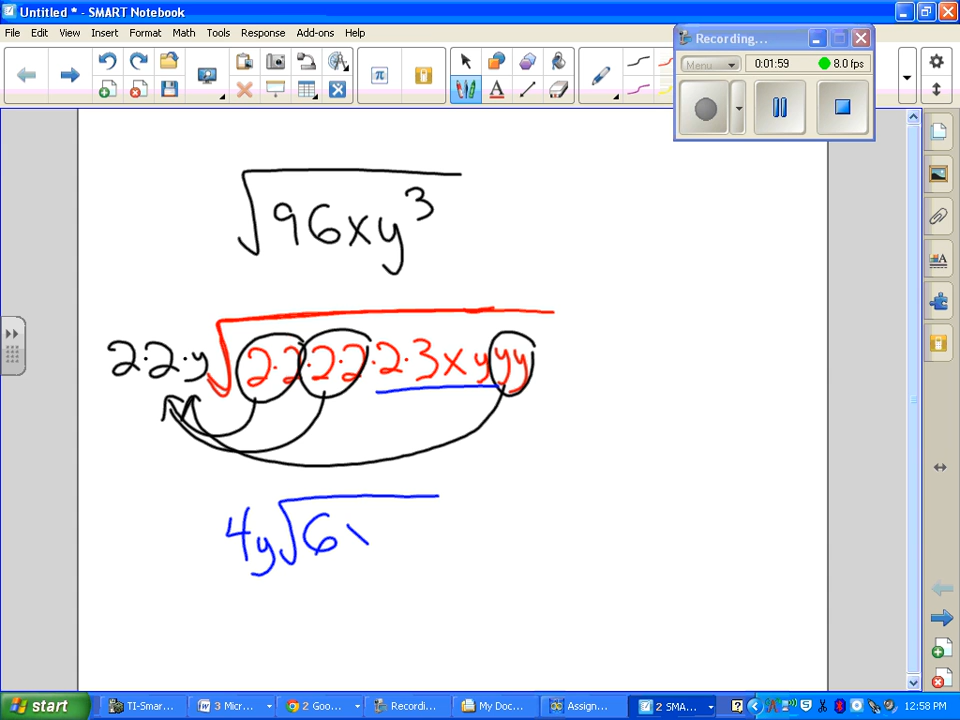 Untitled * - SMART Notebook
File Edit View Insert Format Math Tools Response Add-ons Help
Recording...
Menu 0:01:59 8.0 fps
√96xy³
2·2·y√2·2·2·2·2·3xyyy
4y√6
start TI-Smar... 3 Micr... 2 Goo... Recordi... My Doc... Assign... 2 SMA... 12:58 PM